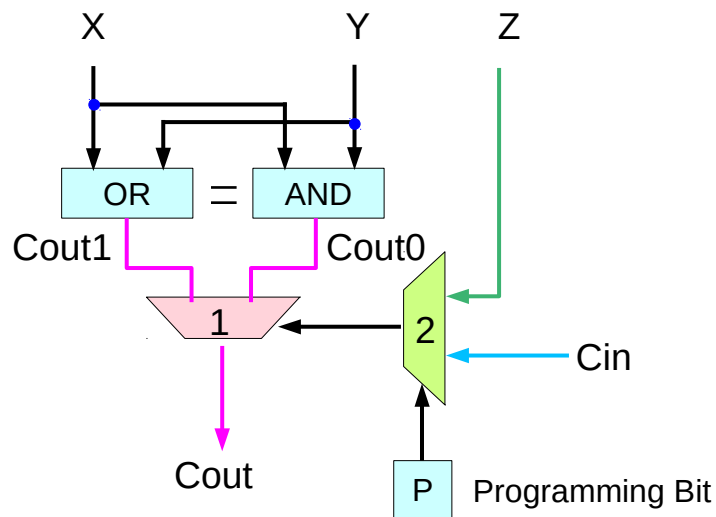 X Y Z
OR = AND
Cout1 Cout0
1 2
Cin
Cout
P Programming Bit